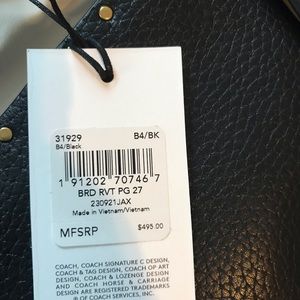 31929 B4/BK
B4/Black
1 91202 70746 7
BRD RVT PG 27
230921JAX
Made in Vietnam/Vietnam
MFSRP $495.00
COACH, COACH SIGNATURE C DESIGN,
COACH & TAG DESIGN, COACH OP ART
DESIGN, COACH & LOZENGE DESIGN
AND COACH HORSE & CARRIAGE
DESIGN ARE REGISTERED TRADEMARKS
® OF COACH SERVICES, INC.